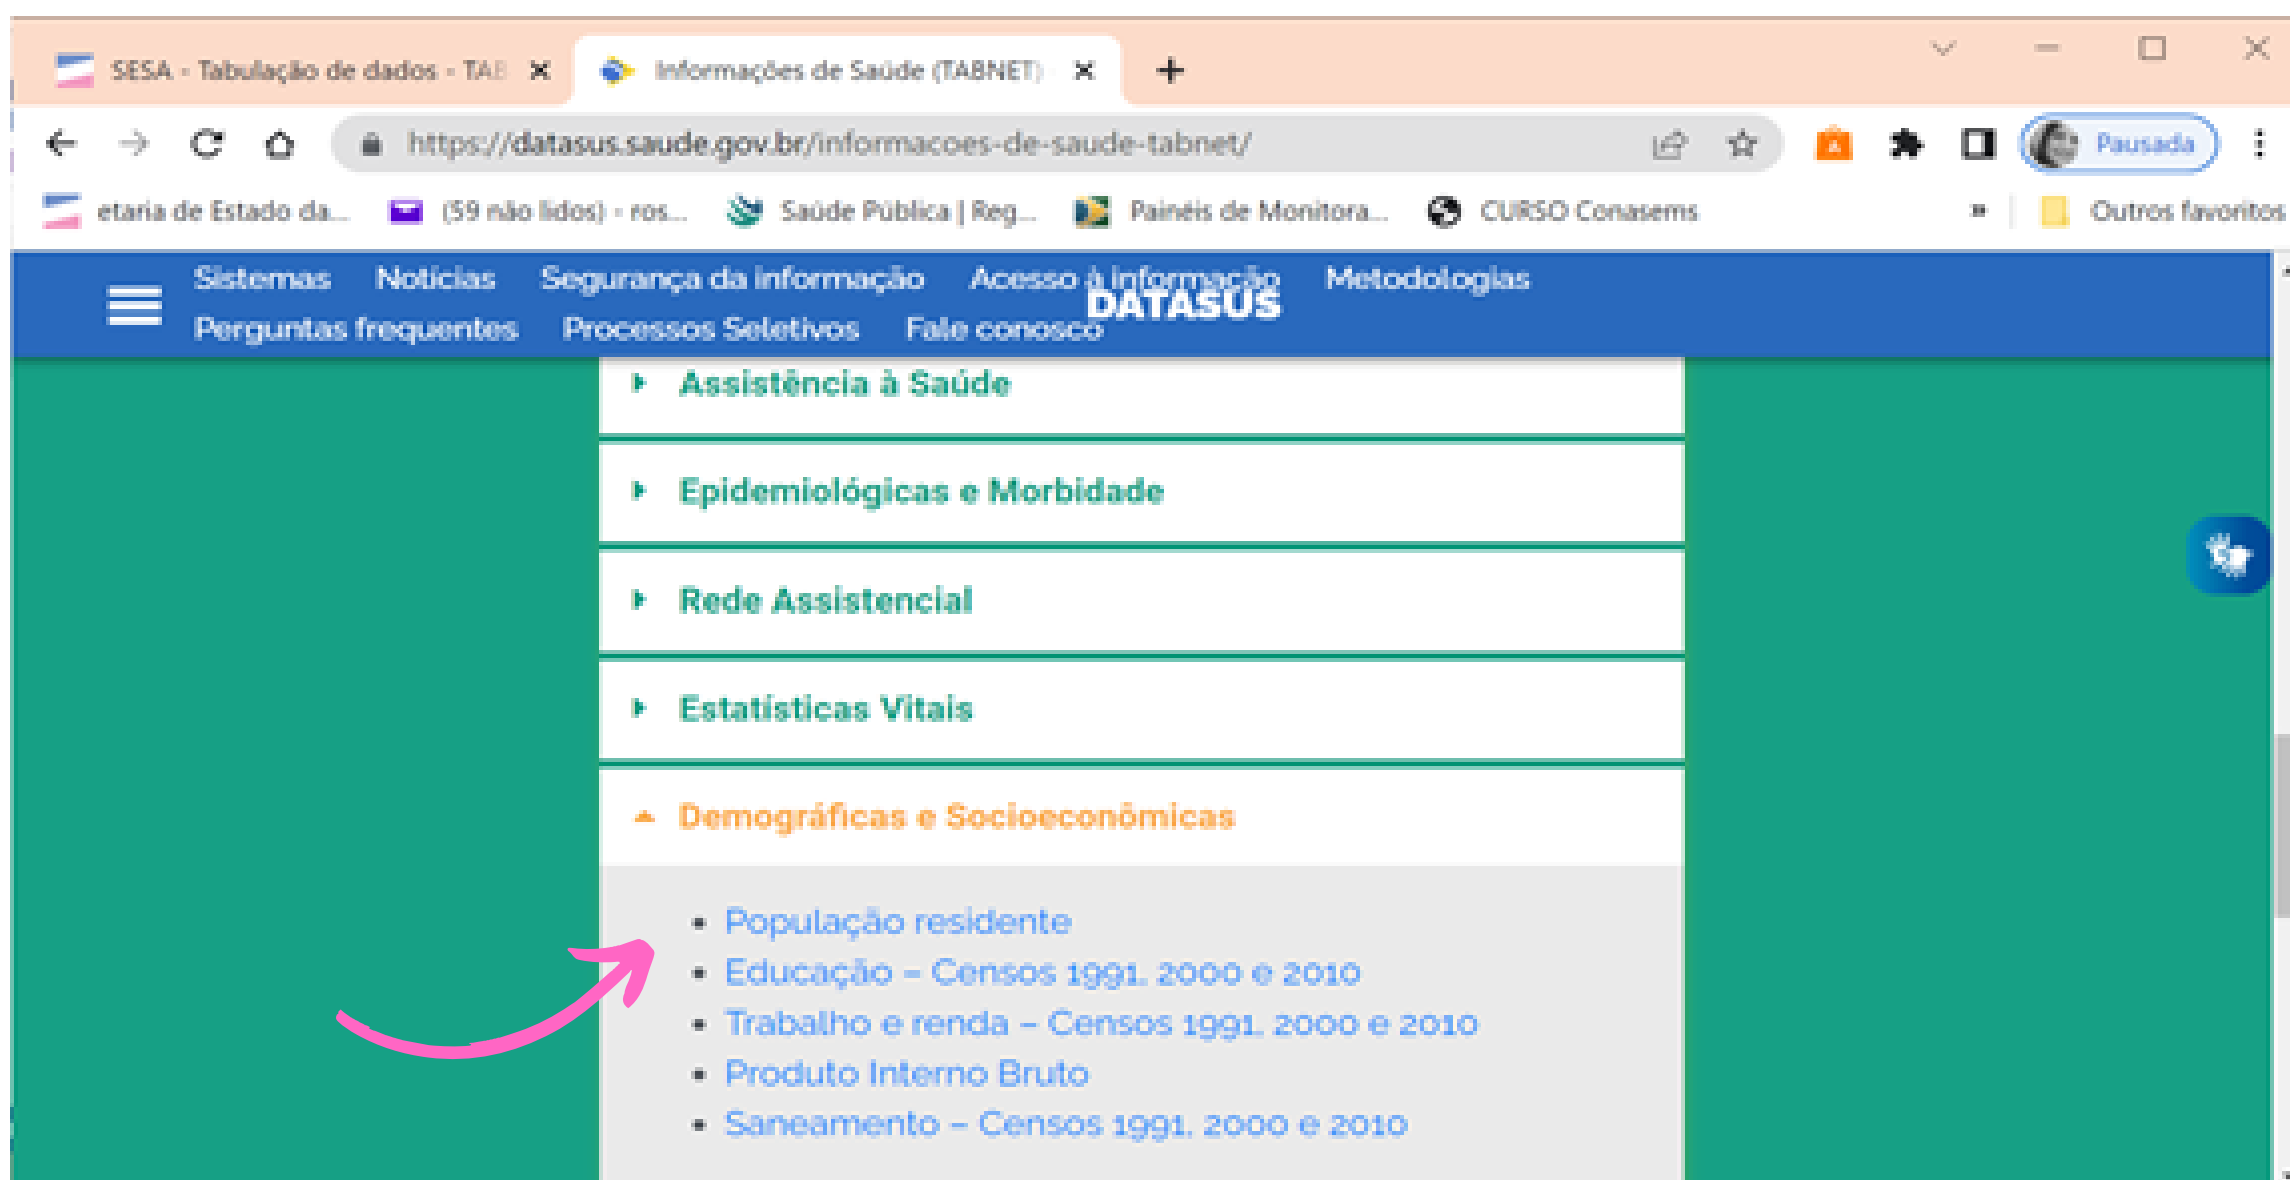 SESA - Tabulação de dados - TAB
Informações de Saúde (TABNET)
https://datasus.saude.gov.br/informacoes-de-saude-tabnet/
Pausada
etaria de Estado da...
(59 não lidos) - ros...
Saúde Pública | Reg...
Painéis de Monitora...
CURSO Conasems
»
Outros favoritos
Sistemas Notícias Segurança da informação Acesso à informação Metodologias
DATASUS
Perguntas frequentes Processos Seletivos Fale conosco
Assistência à Saúde
Epidemiológicas e Morbidade
Rede Assistencial
Estatísticas Vitais
Demográficas e Socioeconômicas
• População residente
• Educação – Censos 1991, 2000 e 2010
• Trabalho e renda – Censos 1991, 2000 e 2010
• Produto Interno Bruto
• Saneamento – Censos 1991, 2000 e 2010